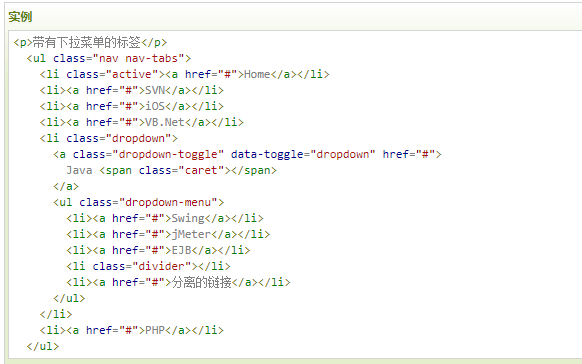 实例
<p>带有下拉菜单的标签</p>
<ul class="nav nav-tabs">
<li class="active"><a href="#">Home</a></li>
<li><a href="#">SVN</a></li>
<li><a href="#">iOS</a></li>
<li><a href="#">VB.Net</a></li>
<li class="dropdown">
<a class="dropdown-toggle" data-toggle="dropdown" href="#">
Java <span class="caret"></span>
</a>
<ul class="dropdown-menu">
<li><a href="#">Swing</a></li>
<li><a href="#">jMeter</a></li>
<li><a href="#">EJB</a></li>
<li class="divider"></li>
<li><a href="#">分离的链接</a></li>
</ul>
</li>
<li><a href="#">PHP</a></li>
</ul>